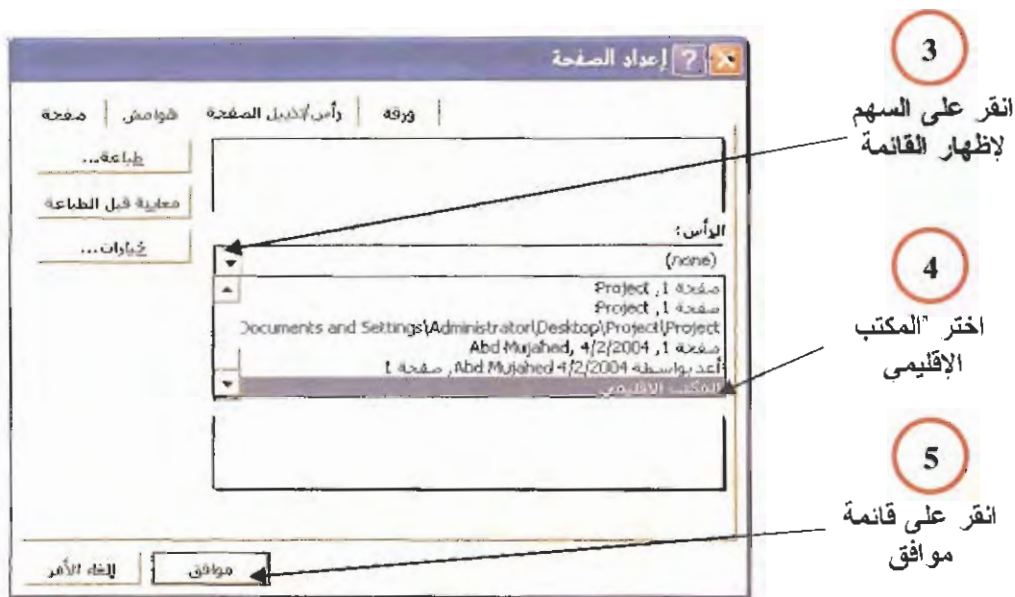 إعداد الصفحة
صفحة
هوامش
رأس/تذييل الصفحة
ورقة
طباعة...
معاينة قبل الطباعة
خيارات...
الرأس:
(none)
صفحة 1, Project
صفحة 1, Project
Documents and Settings\Administrator\Desktop\Project\Project
صفحة 1, Abd Mujahed, 4/2/2004
أعد بواسطة Abd Mujahed 4/2/2004, صفحة 1
المكتب الإقليمي
موافق
إلغاء الأمر
3
انقر على السهم
لإظهار القائمة
4
اختر "المكتب
الإقليمي
5
انقر على قائمة
موافق